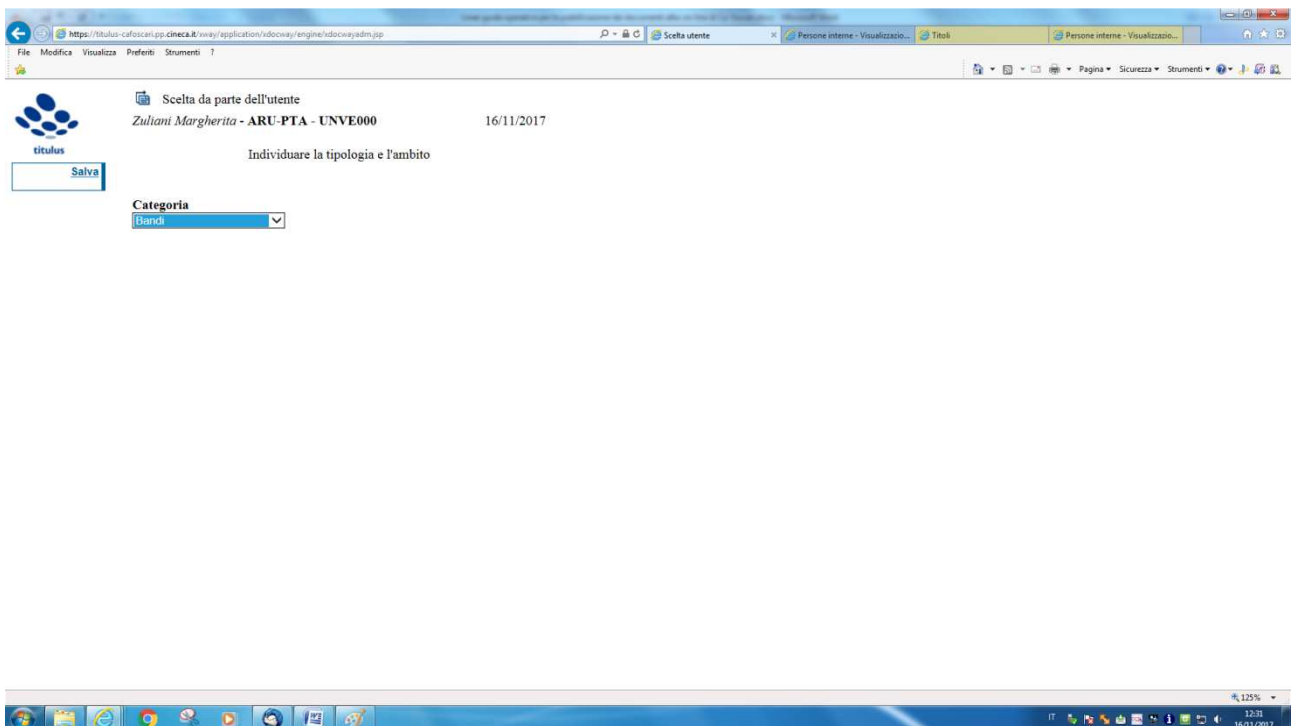 https://titulus-cafoscari.pp.cineca.it/xway/application/xdocway/engine/xdocwayadm.jsp
Scelta utente
Persone interne - Visualizzazio...
Titoli
Persone interne - Visualizzazio...
File Modifica Visualizza Preferiti Strumenti ?
Pagina Sicurezza Strumenti
Scelta da parte dell'utente
Zuliani Margherita - ARU-PTA - UNVE000 16/11/2017
titulus
Individuare la tipologia e l'ambito
Salva
Categoria
Bandi
125%
IT
12:31
16/11/2017